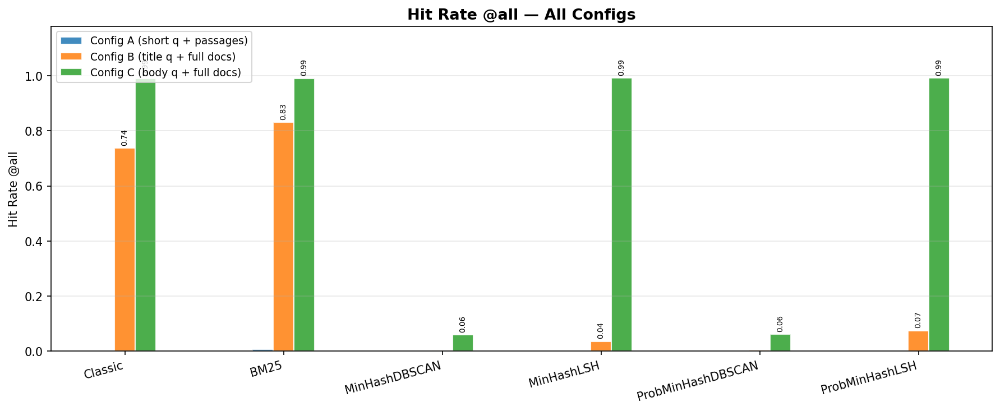 Hit Rate @all — All Configs
Config A (short q + passages)
Config B (title q + full docs)
Config C (body q + full docs)
Hit Rate @all
1.0
0.8
0.6
0.4
0.2
0.0
0.74
0.83
0.99
0.06
0.04
0.99
0.06
0.07
0.99
Classic
BM25
MinHashDBSCAN
MinHashLSH
ProbMinHashDBSCAN
ProbMinHashLSH